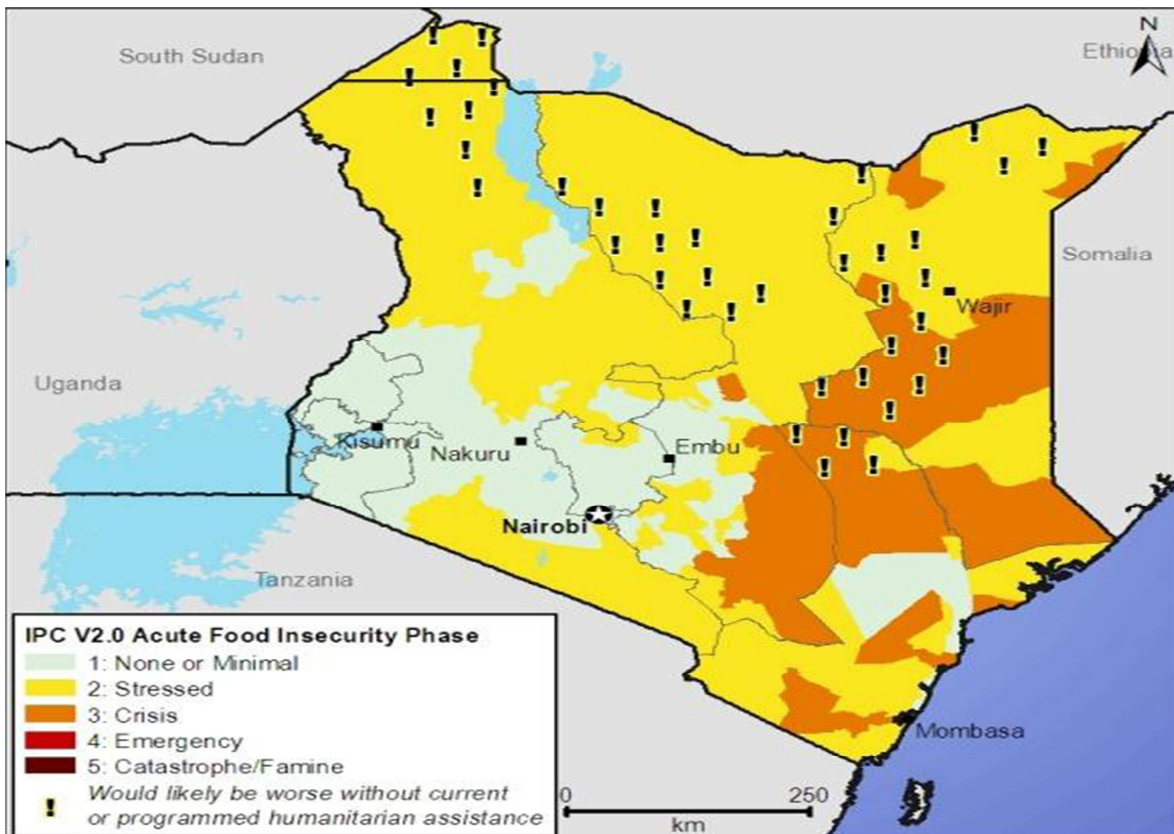 N
South Sudan
Ethiopia
Somalia
Wajir
Uganda
Kisumu
Nakuru
Embu
Nairobi
Tanzania
Mombasa
IPC V2.0 Acute Food Insecurity Phase
1: None or Minimal
2: Stressed
3: Crisis
4: Emergency
5: Catastrophe/Famine
! Would likely be worse without current
or programmed humanitarian assistance
0 250
km